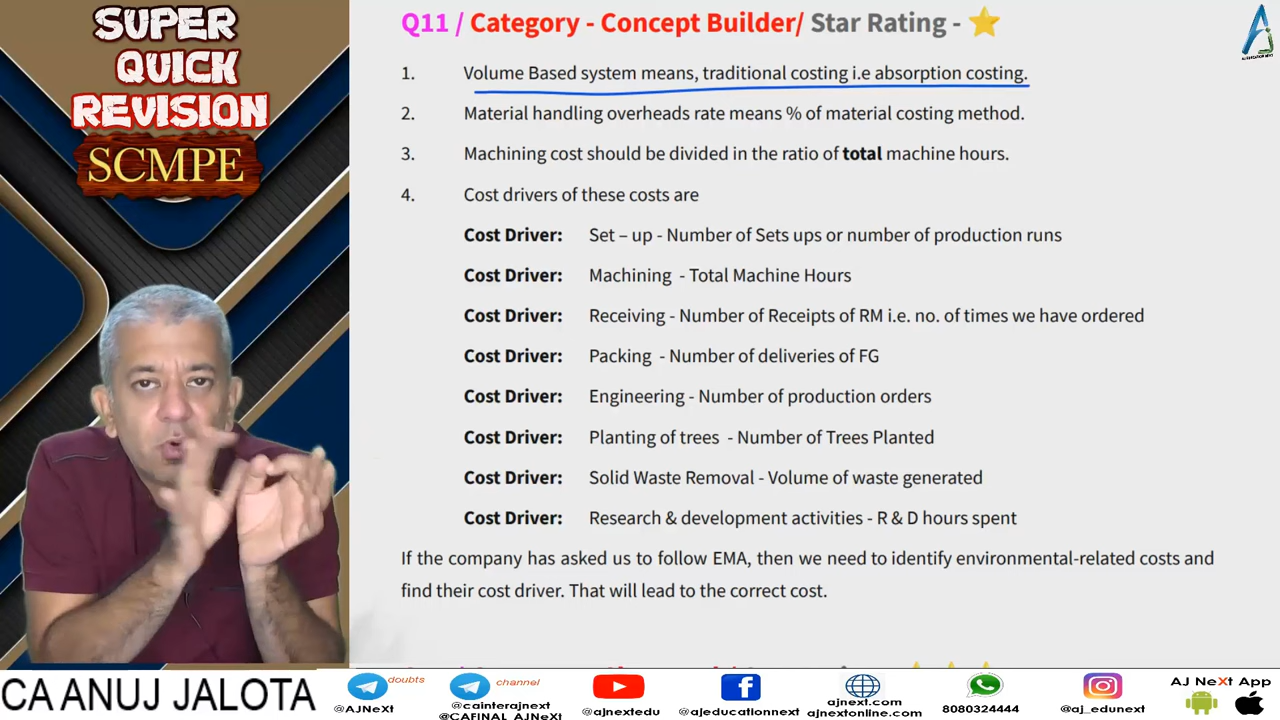 SUPER
QUICK
REVISION
SCMPE
Q11 / Category - Concept Builder/ Star Rating -
1. Volume Based system means, traditional costing i.e absorption costing.
2. Material handling overheads rate means % of material costing method.
3. Machining cost should be divided in the ratio of total machine hours.
4. Cost drivers of these costs are
Cost Driver: Set – up - Number of Sets ups or number of production runs
Cost Driver: Machining - Total Machine Hours
Cost Driver: Receiving - Number of Receipts of RM i.e. no. of times we have ordered
Cost Driver: Packing - Number of deliveries of FG
Cost Driver: Engineering - Number of production orders
Cost Driver: Planting of trees - Number of Trees Planted
Cost Driver: Solid Waste Removal - Volume of waste generated
Cost Driver: Research & development activities - R & D hours spent
If the company has asked us to follow EMA, then we need to identify environmental-related costs and
find their cost driver. That will lead to the correct cost.
CA ANUJ JALOTA
doubts
@AJNeXt
channel
@cainterajnext
@CAFINAL_AJNeXt
@ajnextedu
@ajeducationnext
ajnext.com
ajnextonline.com
8080324444
@aj_edunext
AJ NeXt App